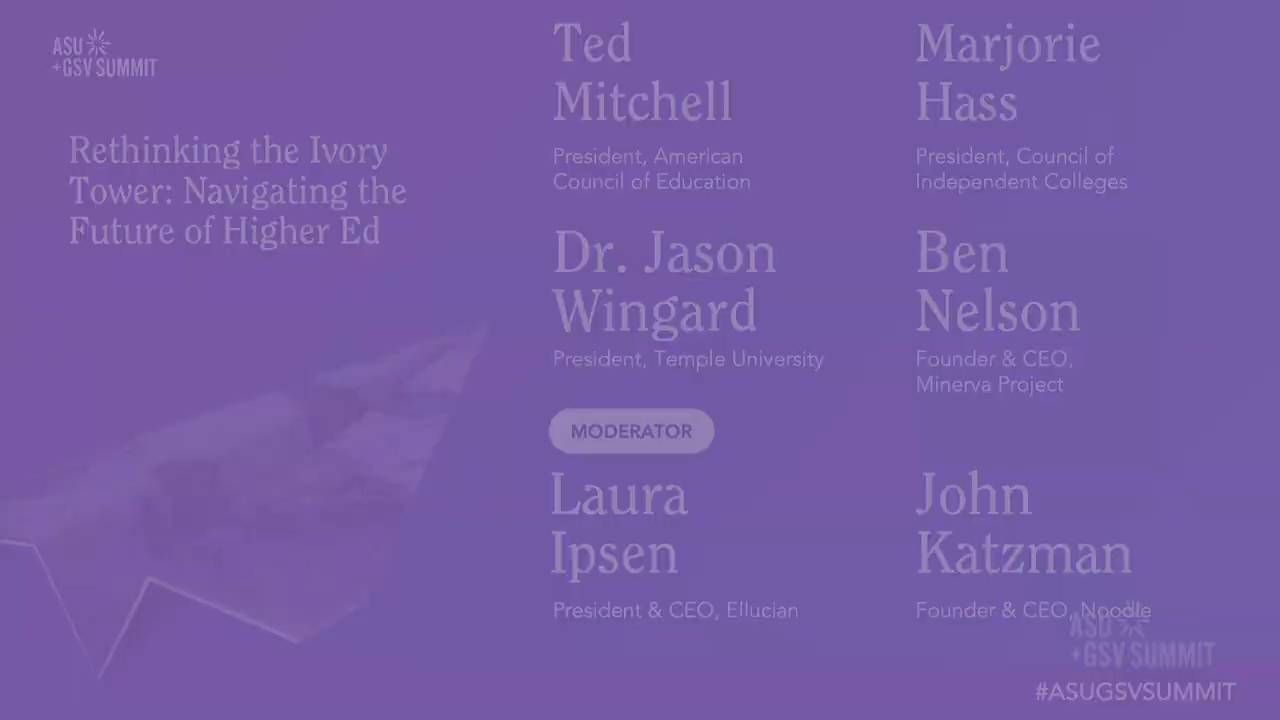 ASU
+GSV SUMMIT
Rethinking the Ivory
Tower: Navigating the
Future of Higher Ed
Ted
Mitchell
President, American
Council of Education
Marjorie
Hass
President, Council of
Independent Colleges
Dr. Jason
Wingard
President, Temple University
Ben
Nelson
Founder & CEO,
Minerva Project
MODERATOR
Laura
Ipsen
President & CEO, Ellucian
John
Katzman
Founder & CEO, Noodle
ASU
+GSV SUMMIT
#ASUGSVSUMMIT